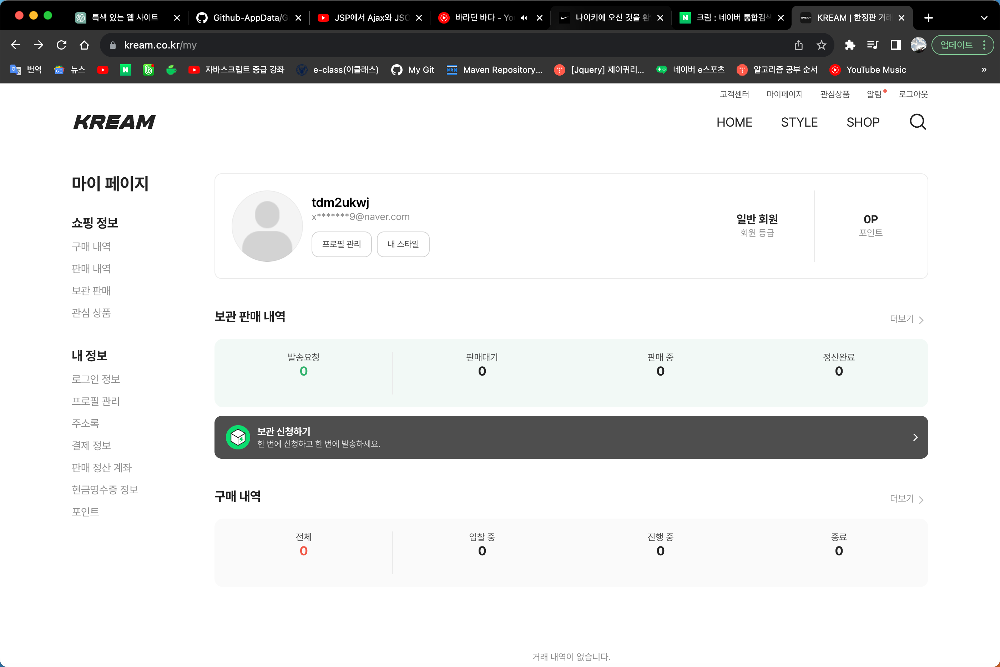 특색 있는 웹 사이트
Github-AppData/G
JSP에서 Ajax와 JSO
바라던 바다 - Yo
나이키에 오신 것을 환
크림 : 네이버 통합검색
KREAM | 한정판 거래
kream.co.kr/my
업데이트
번역
뉴스
자바스크립트 중급 강좌
e-class(이클래스)
My Git
Maven Repository...
[Jquery] 제이쿼리...
네이버 e스포츠
알고리즘 공부 순서
YouTube Music
»
고객센터
마이페이지
관심상품
알림
로그아웃
KREAM
HOME
STYLE
SHOP
마이 페이지
쇼핑 정보
구매 내역
판매 내역
보관 판매
관심 상품
내 정보
로그인 정보
프로필 관리
주소록
결제 정보
판매 정산 계좌
현금영수증 정보
포인트
tdm2ukwj
x*******9@naver.com
프로필 관리
내 스타일
일반 회원
회원 등급
0P
포인트
보관 판매 내역
더보기
발송요청
0
판매대기
0
판매 중
0
정산완료
0
보관 신청하기
한 번에 신청하고 한 번에 발송하세요.
구매 내역
더보기
전체
0
입찰 중
0
진행 중
0
종료
0
거래 내역이 없습니다.